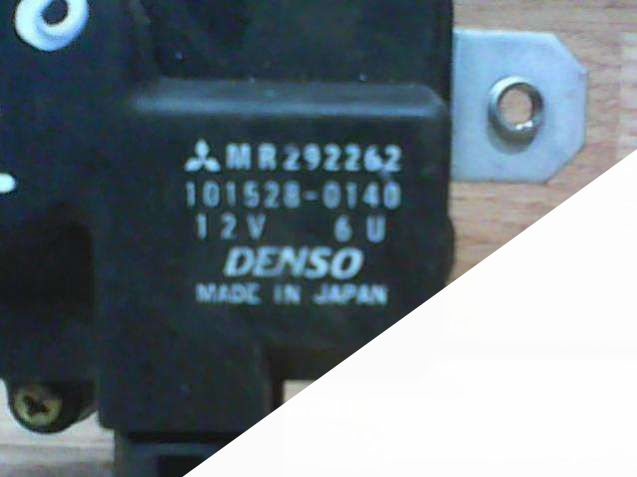 MR292262
101528-0140
12V 6U
DENSO
MADE IN JAPAN